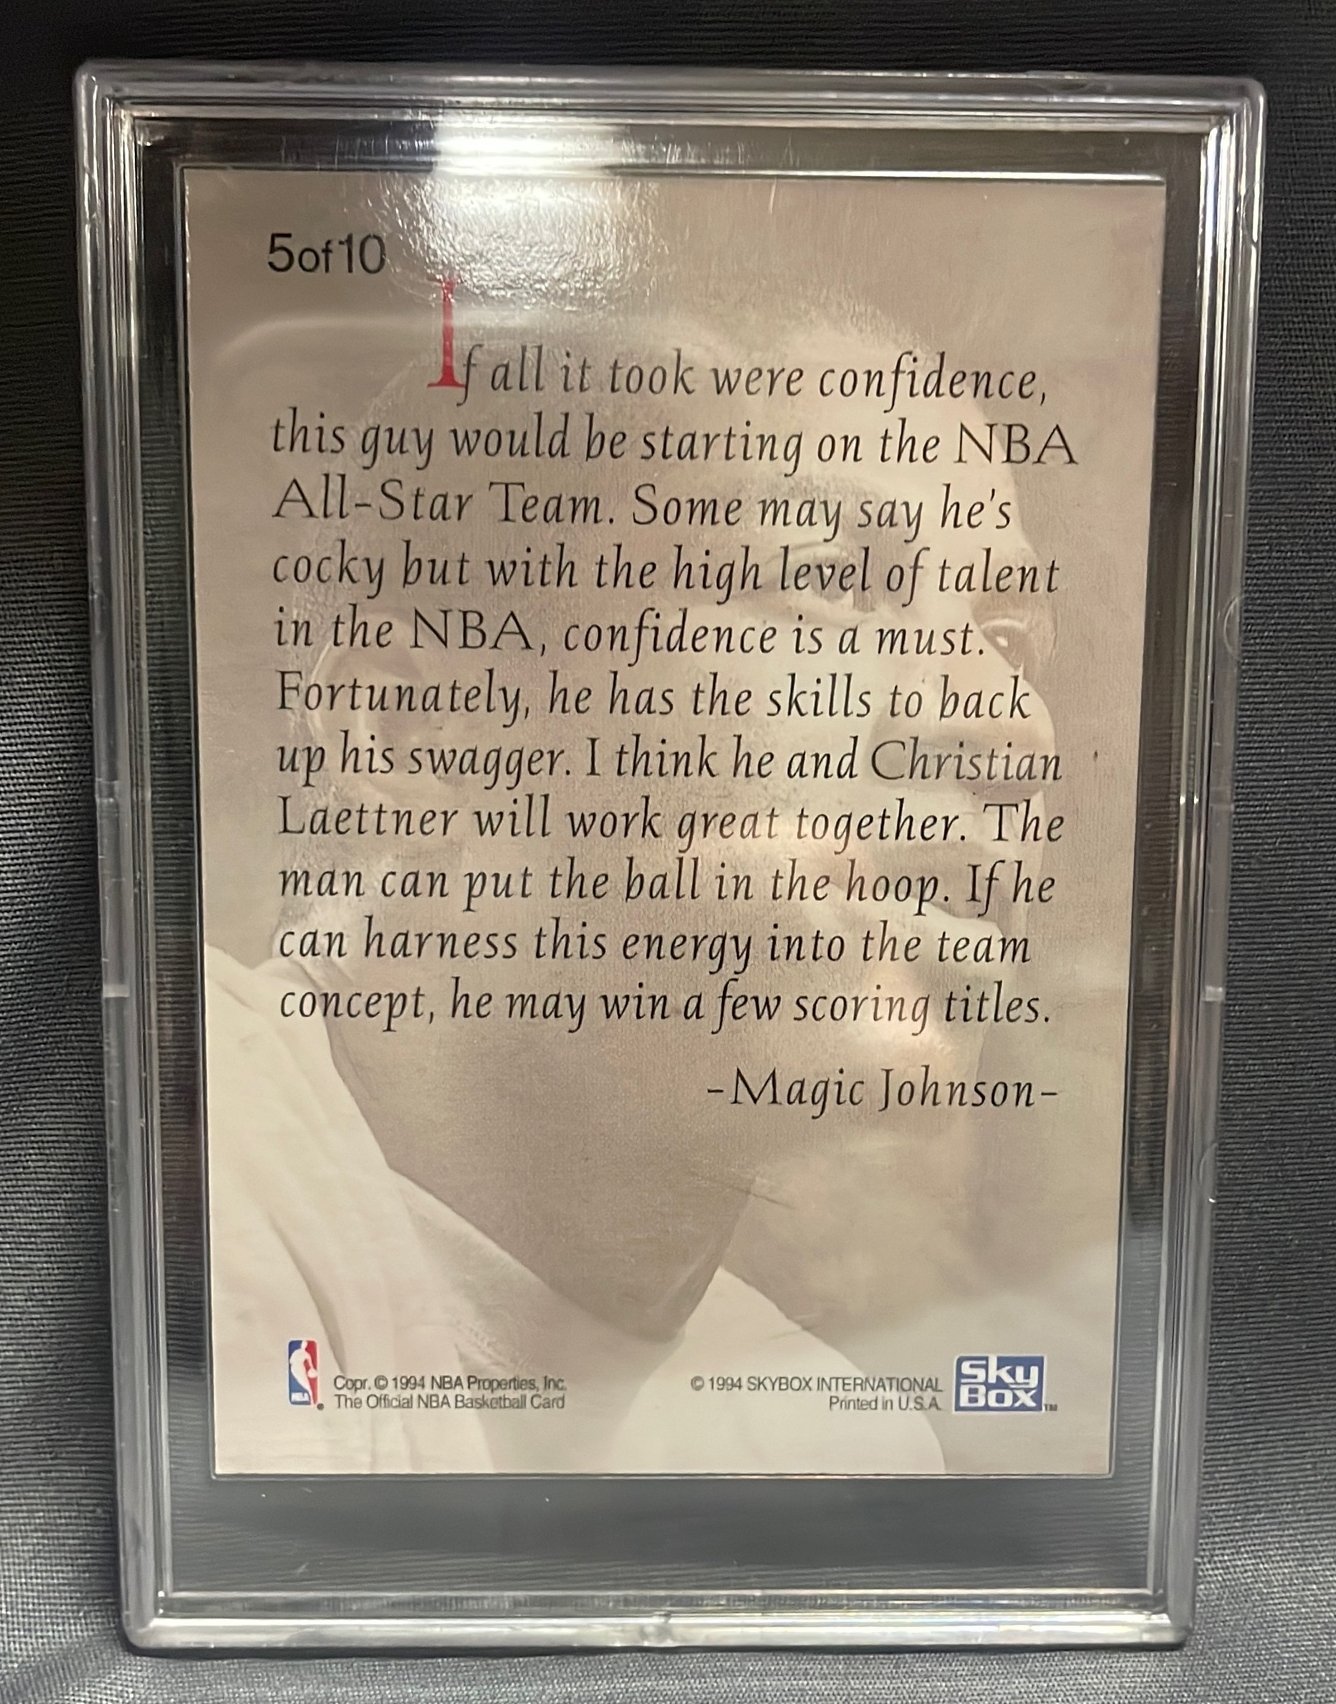 5of10
If all it took were confidence,
this guy would be starting on the NBA
All-Star Team. Some may say he's
cocky but with the high level of talent
in the NBA, confidence is a must.
Fortunately, he has the skills to back
up his swagger. I think he and Christian
Laettner will work great together. The
man can put the ball in the hoop. If he
can harness this energy into the team
concept, he may win a few scoring titles.
-Magic Johnson-
NBA
Copr. © 1994 NBA Properties, Inc.
The Official NBA Basketball Card
© 1994 SKYBOX INTERNATIONAL
Printed in U.S.A.
Sky
Box™